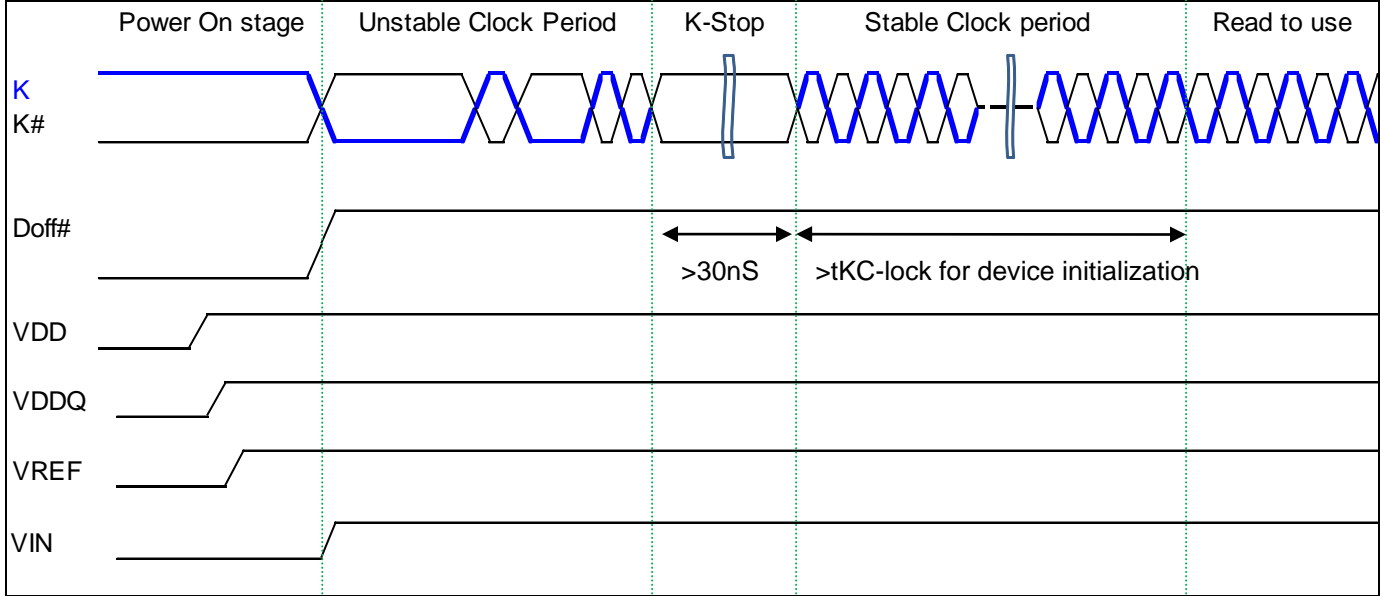 Power On stage Unstable Clock Period K-Stop Stable Clock period Read to use
K
K#
Doff#
>30nS >tKC-lock for device initialization
VDD
VDDQ
VREF
VIN